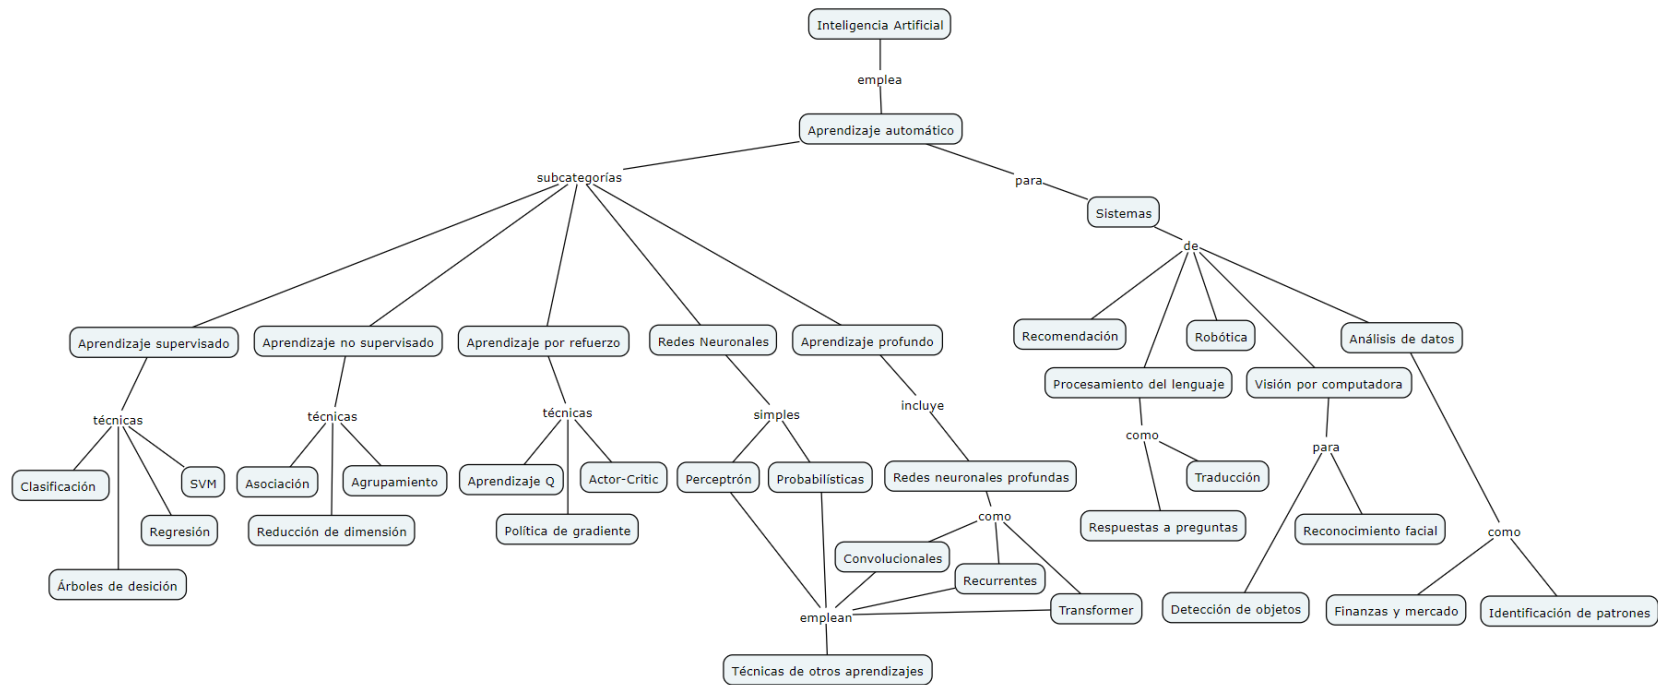 Inteligencia Artificial
emplea
Aprendizaje automático
subcategorías
para
Sistemas
de
Aprendizaje supervisado
Aprendizaje no supervisado
Aprendizaje por refuerzo
Redes Neuronales
Aprendizaje profundo
Recomendación
Robótica
Análisis de datos
Procesamiento del lenguaje
Visión por computadora
técnicas
técnicas
técnicas
simples
incluye
como
para
Clasificación
SVM
Asociación
Agrupamiento
Aprendizaje Q
Actor-Critic
Perceptrón
Probabilísticas
Redes neuronales profundas
Traducción
Regresión
Reducción de dimensión
Política de gradiente
como
Respuestas a preguntas
Reconocimiento facial
como
Árboles de desición
Convolucionales
Recurrentes
Transformer
Detección de objetos
Finanzas y mercado
Identificación de patrones
emplean
Técnicas de otros aprendizajes